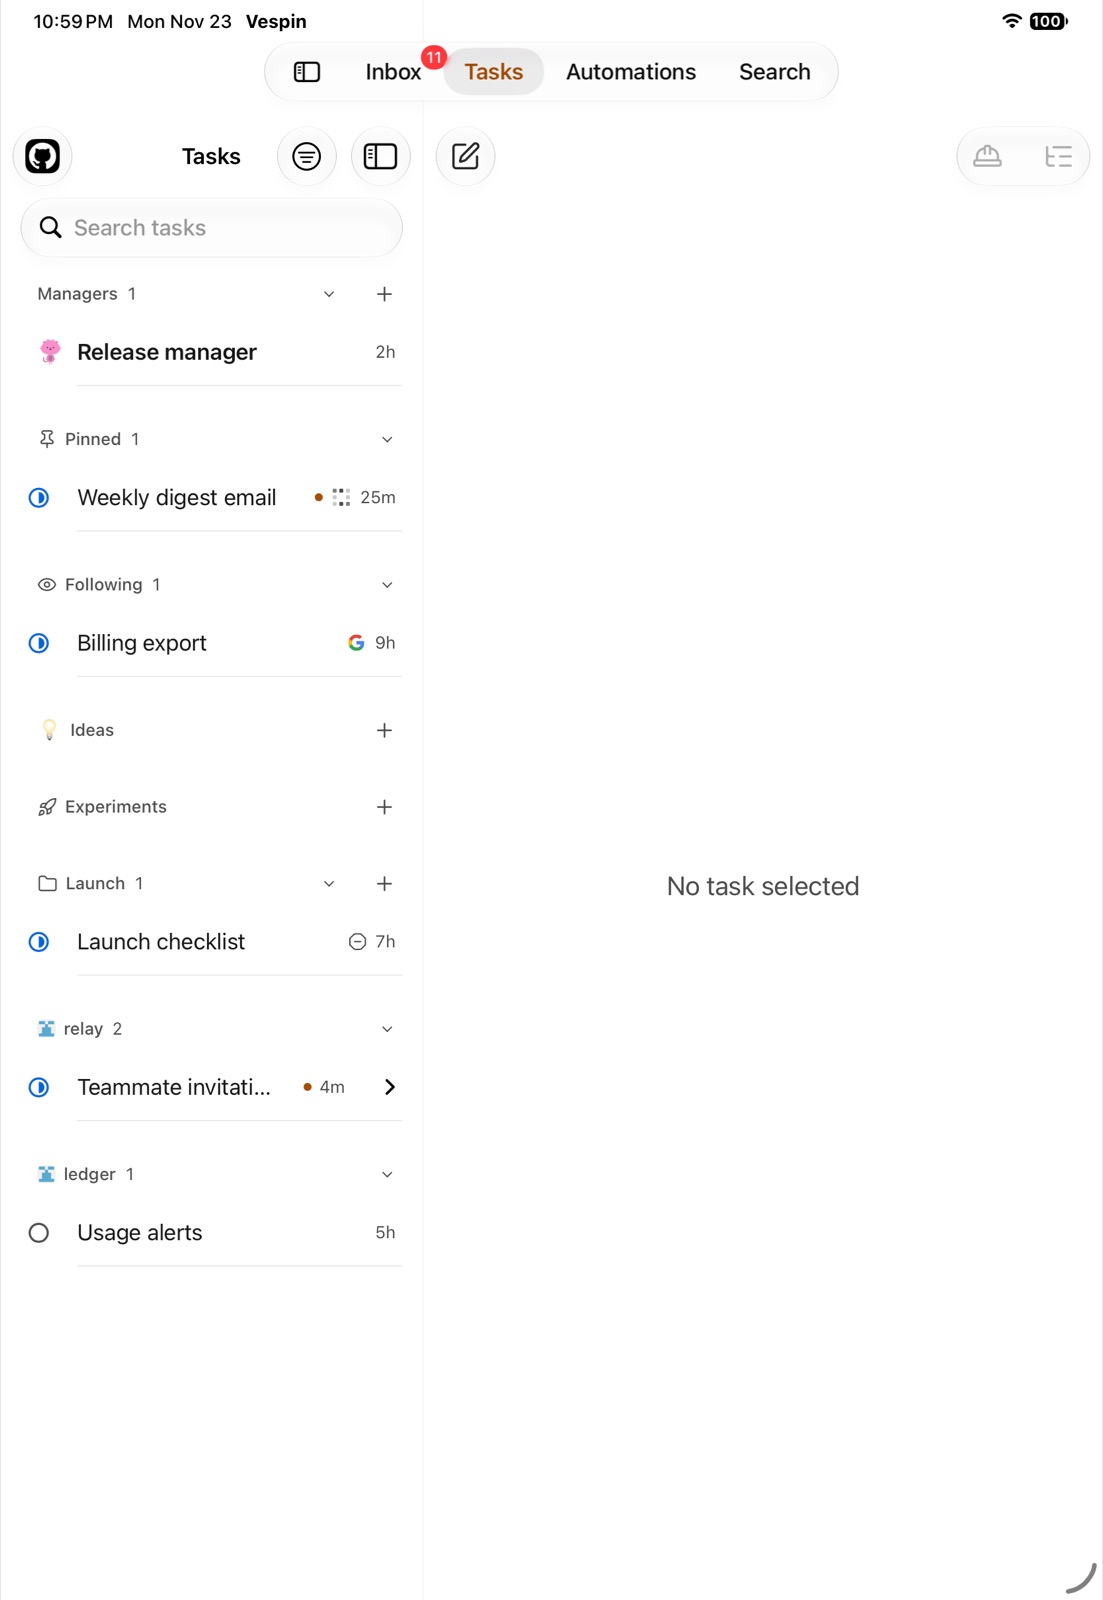 10:59 PM Mon Nov 23 Vespin
100
Inbox 11 Tasks Automations Search
Tasks
Search tasks
Managers 1
Release manager 2h
Pinned 1
Weekly digest email 25m
Following 1
Billing export 9h
Ideas
Experiments
Launch 1
Launch checklist 7h
relay 2
Teammate invitati... 4m
ledger 1
Usage alerts 5h
No task selected